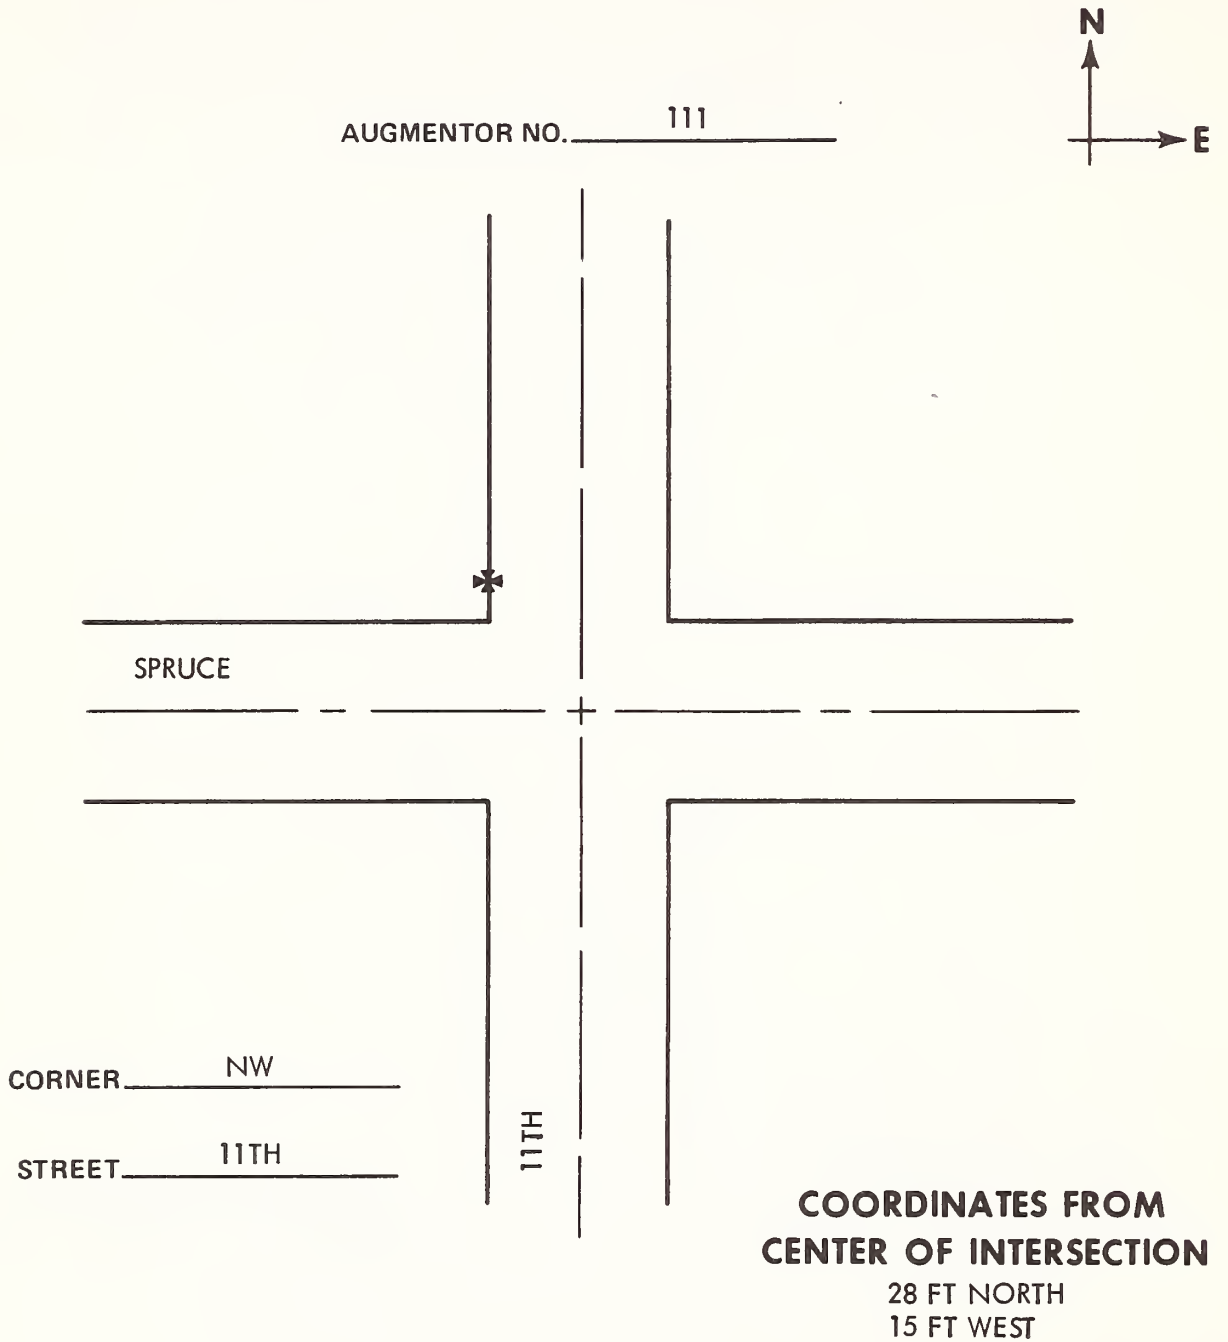 N
AUGMENTOR NO. 111
E
SPRUCE
CORNER NW
11TH
STREET 11TH
COORDINATES FROM
CENTER OF INTERSECTION
28 FT NORTH
15 FT WEST